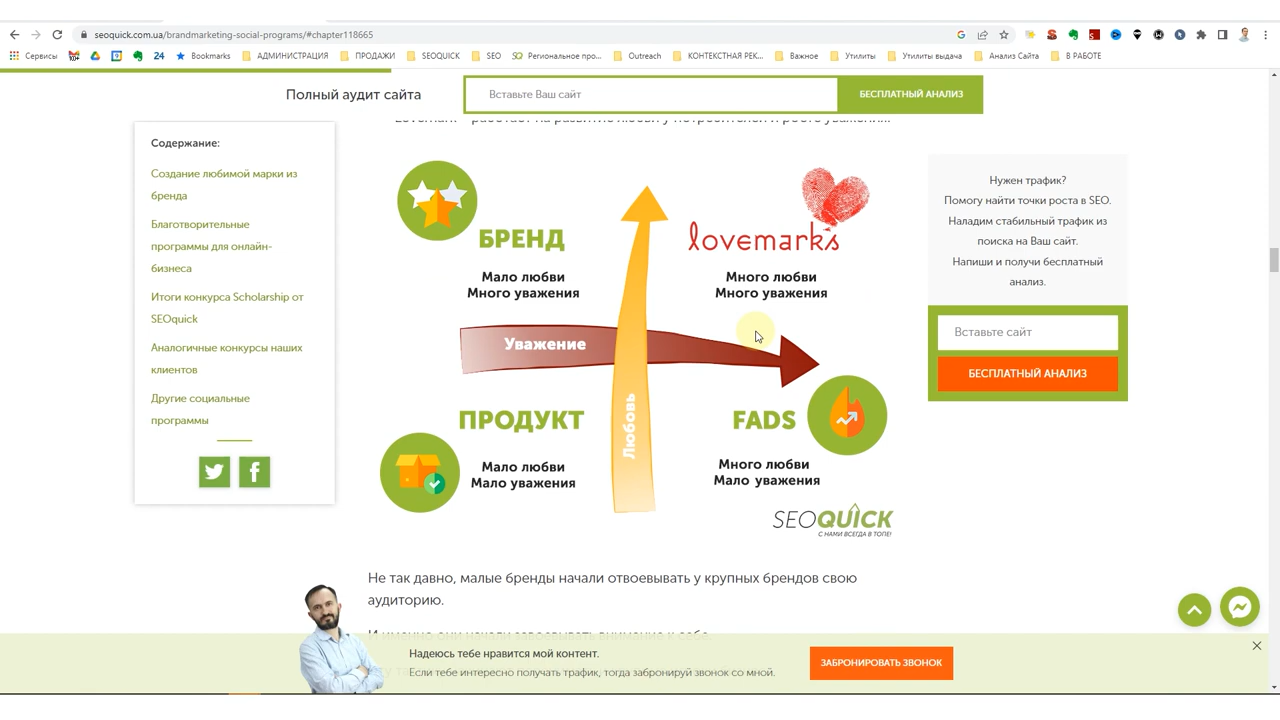 seoquick.com.ua/brandmarketing-social-programs/#chapter118665
Сервисы
24
Bookmarks
АДМИНИСТРАЦИЯ
ПРОДАЖИ
SEOQUICK
SEO
Региональное про...
Outreach
КОНТЕКСТНАЯ РЕК...
Важное
Утилиты
Утилиты выдача
Анализ Сайта
В РАБОТЕ
Полный аудит сайта
Вставьте Ваш сайт
БЕСПЛАТНЫЙ АНАЛИЗ
Содержание:
Создание любимой марки из
бренда
Благотворительные
программы для онлайн-
бизнеса
Итоги конкурса Scholarship от
SEOquick
Аналогичные конкурсы наших
клиентов
Другие социальные
программы
БРЕНД
Мало любви
Много уважения
lovemarks
Много любви
Много уважения
Уважение
Любовь
ПРОДУКТ
Мало любви
Мало уважения
FADS
Много любви
Мало уважения
SEOQUICK
С НАМИ ВСЕГДА В ТОПЕ!
Нужен трафик?
Помогу найти точки роста в SEO.
Наладим стабильный трафик из
поиска на Ваш сайт.
Напиши и получи бесплатный
анализ.
Вставьте сайт
БЕСПЛАТНЫЙ АНАЛИЗ
Не так давно, малые бренды начали отвоевывать у крупных брендов свою
аудиторию.
Надеюсь тебе нравится мой контент.
Если тебе интересно получать трафик, тогда забронируй звонок со мной.
ЗАБРОНИРОВАТЬ ЗВОНОК